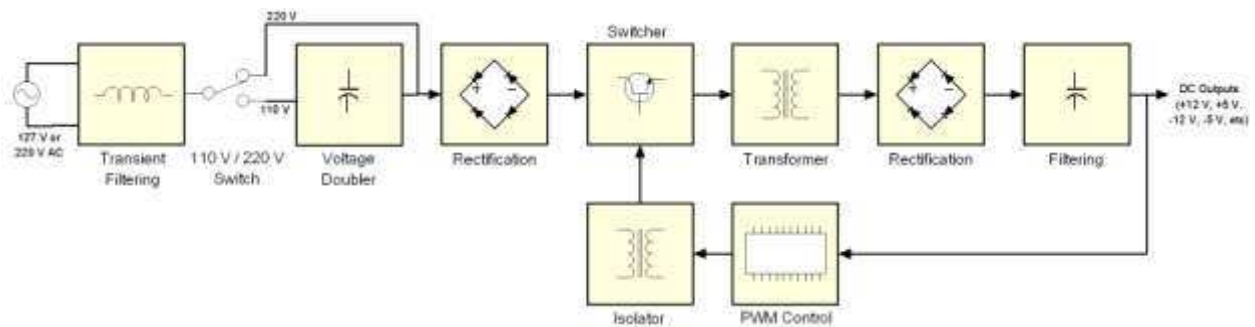 220 V
Switcher
110 V
127 V or
220 V AC
DC Outputs
(+12 V, +5 V,
-12 V, -5 V, etc)
Transient
Filtering
110 V / 220 V
Switch
Voltage
Doubler
Rectification
Transformer
Rectification
Filtering
Isolator
PWM Control